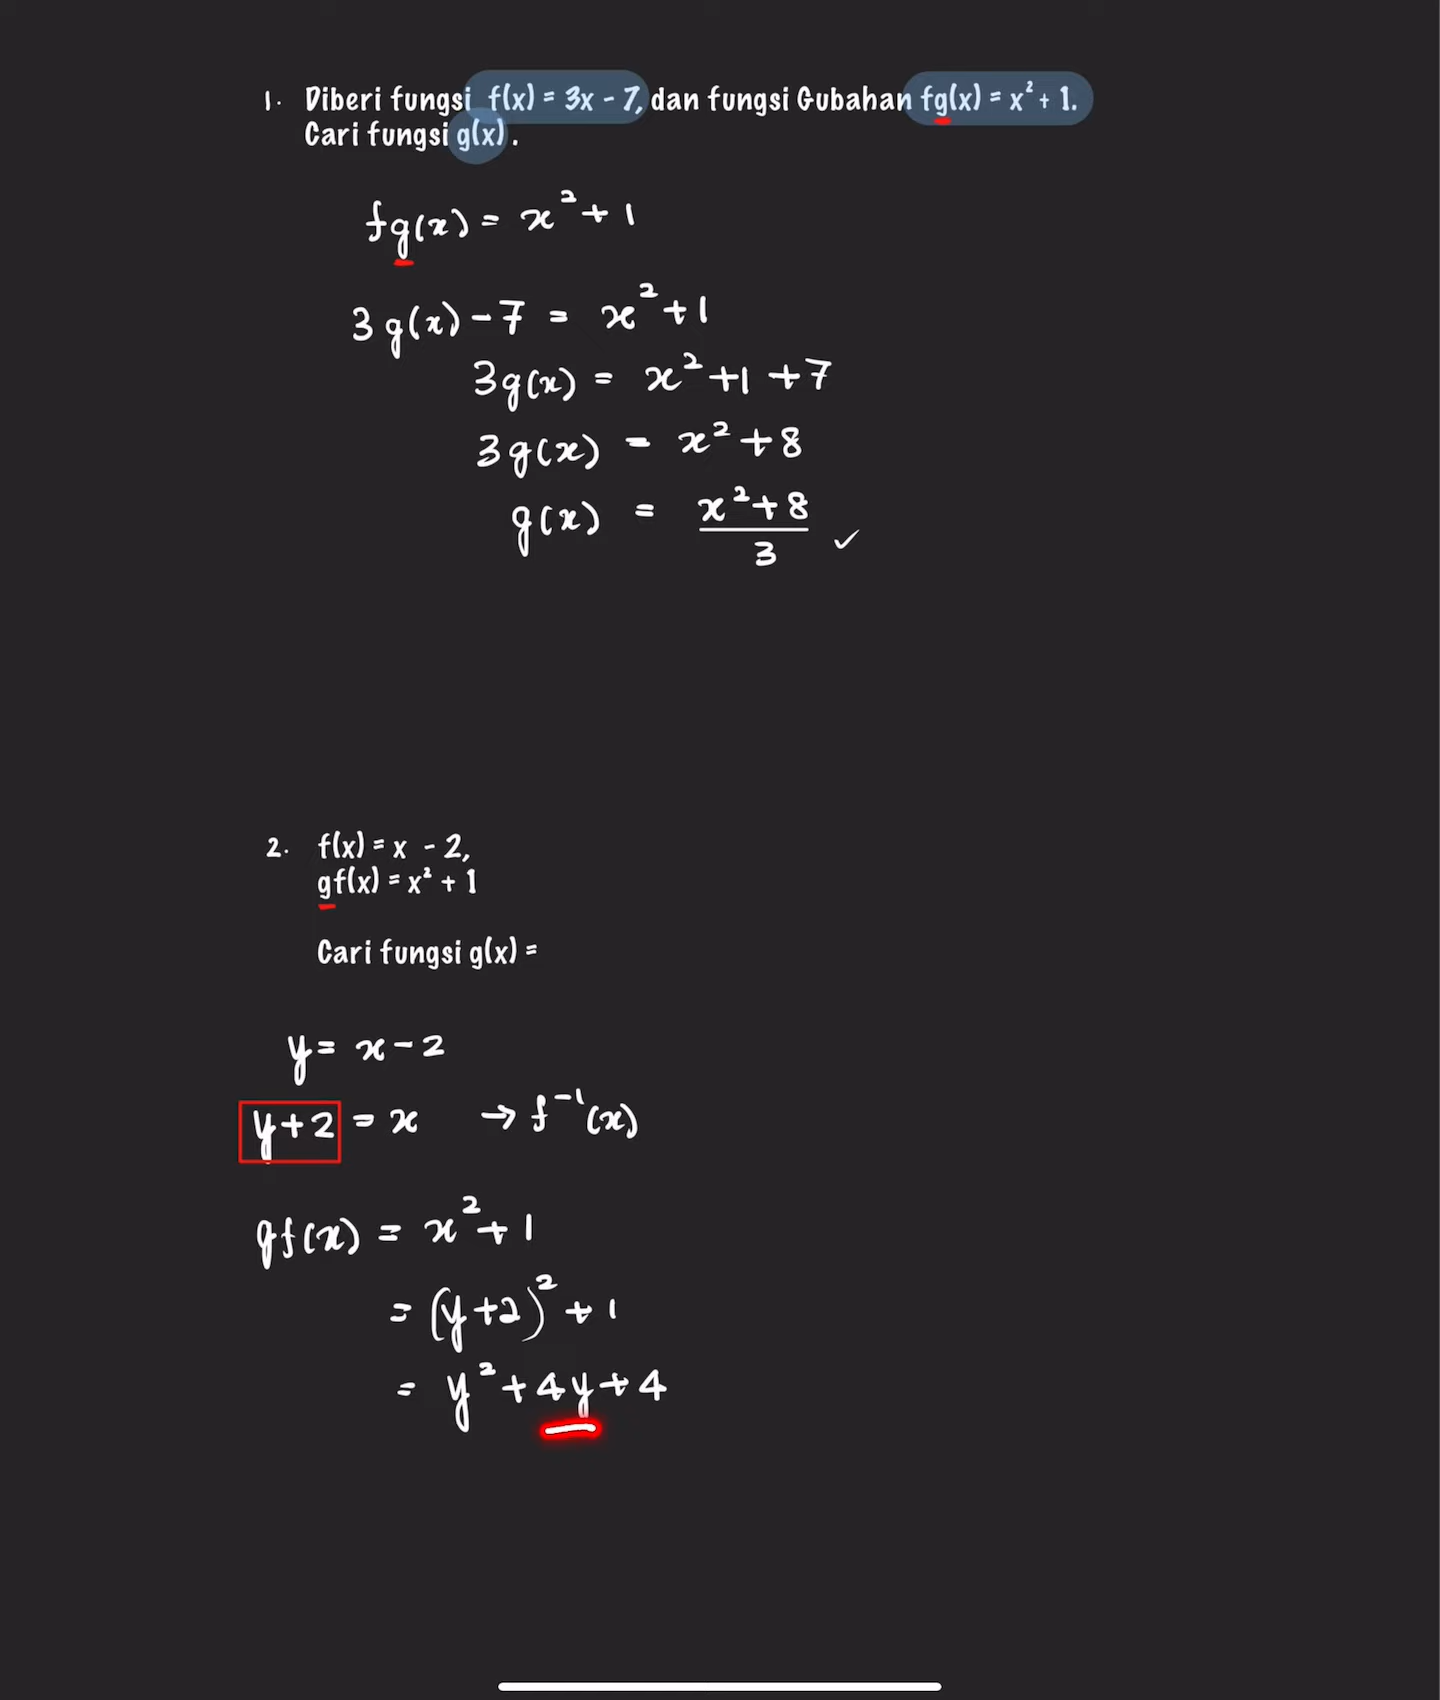 1. Diberi fungsi f(x) = 3x - 7, dan fungsi Gubahan fg(x) = x² + 1.
Cari fungsi g(x).
fg(x) = x² + 1
3g(x) - 7 = x² + 1
3g(x) = x² + 1 + 7
3g(x) = x² + 8
g(x) = x² + 8
3 ✓
2. f(x) = x - 2,
gf(x) = x² + 1
Cari fungsi g(x) =
y = x - 2
y + 2 = x → f⁻¹(x)
gf(x) = x² + 1
= (y + 2)² + 1
= y² + 4y + 4